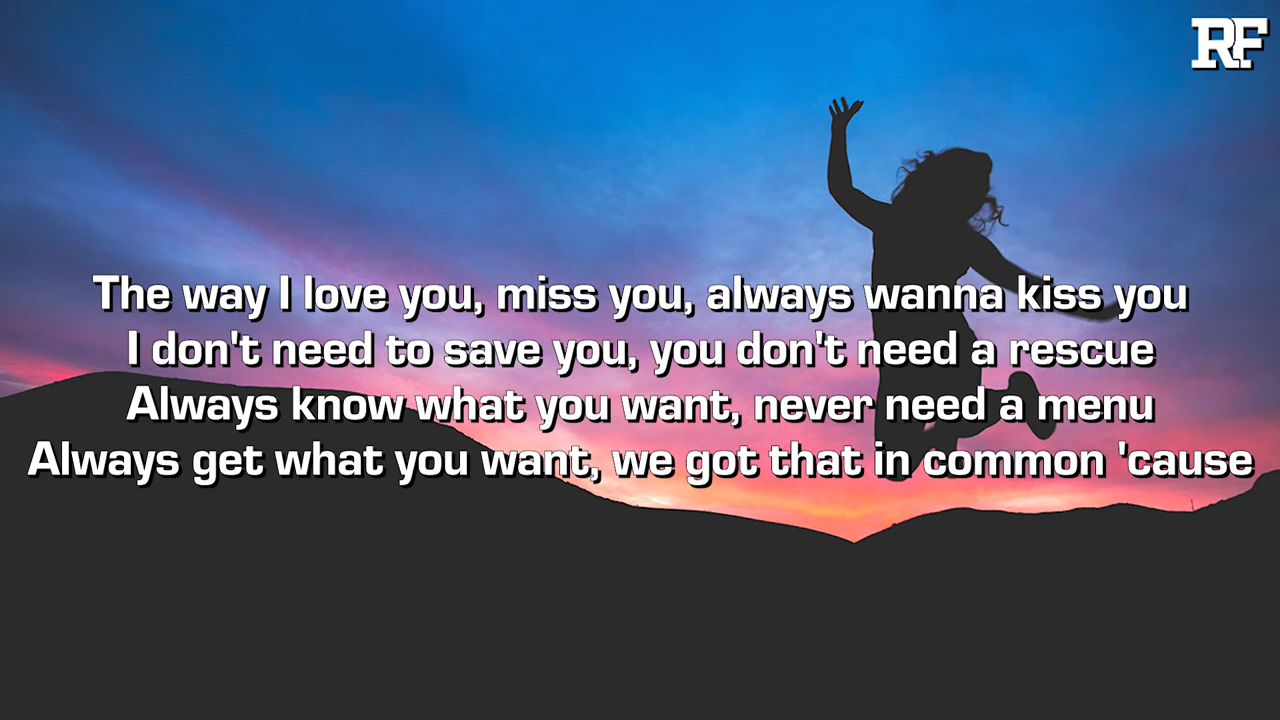 RF
The way I love you, miss you, always wanna kiss you
I don't need to save you, you don't need a rescue
Always know what you want, never need a menu
Always get what you want, we got that in common 'cause